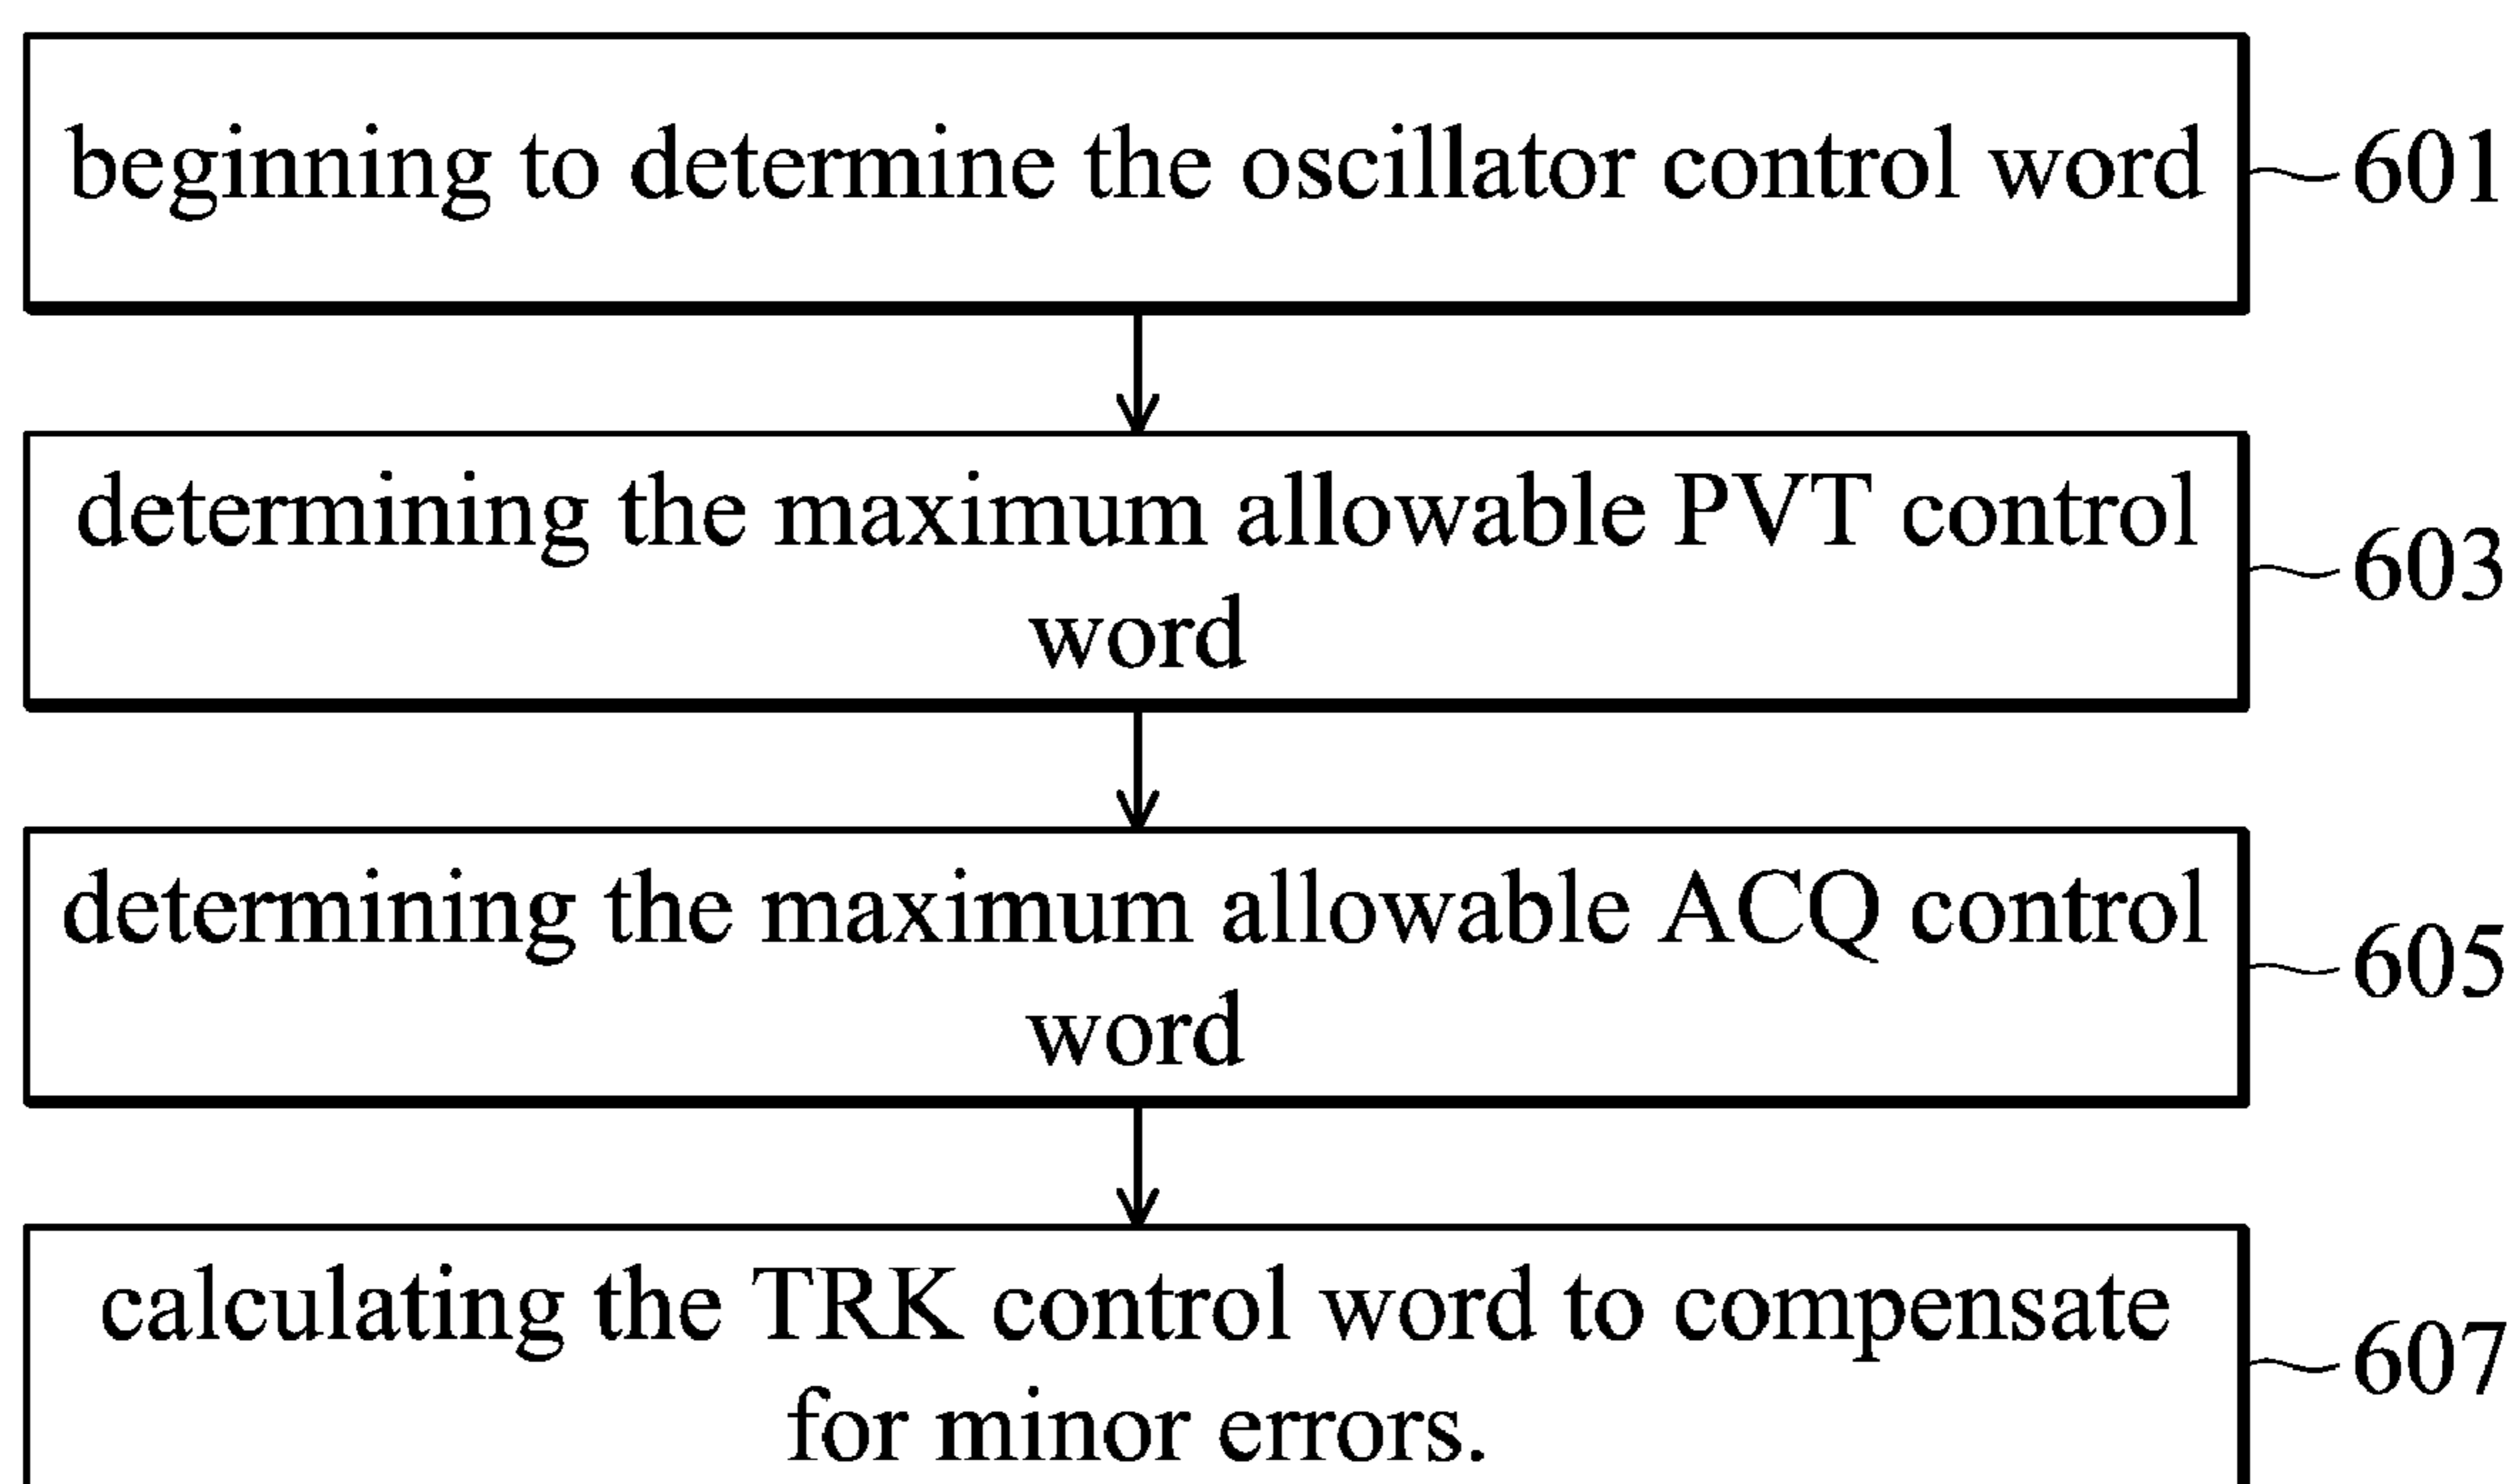 beginning to determine the oscillator control word
601
determining the maximum allowable PVT control
word
603
determining the maximum allowable ACQ control
word
605
calculating the TRK control word to compensate
for minor errors.
607